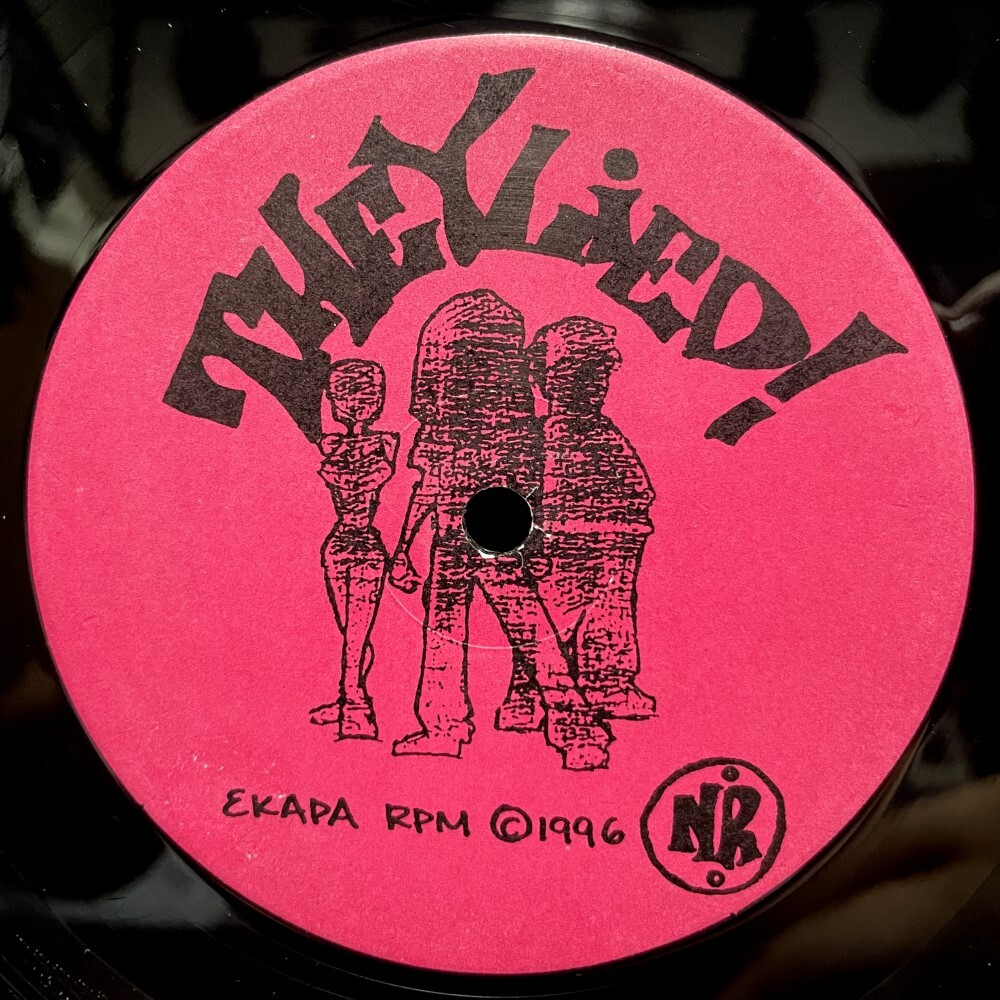 THEY LiED!
EKAPA RPM ©1996
NR